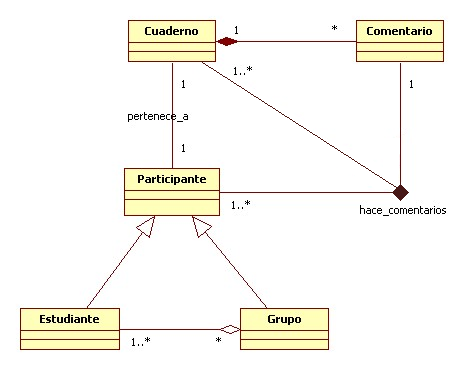 Cuaderno 1 * Comentario
1 1..* 1
pertenece_a
1
Participante
1..* hace_comentarios
Estudiante Grupo
1..* *